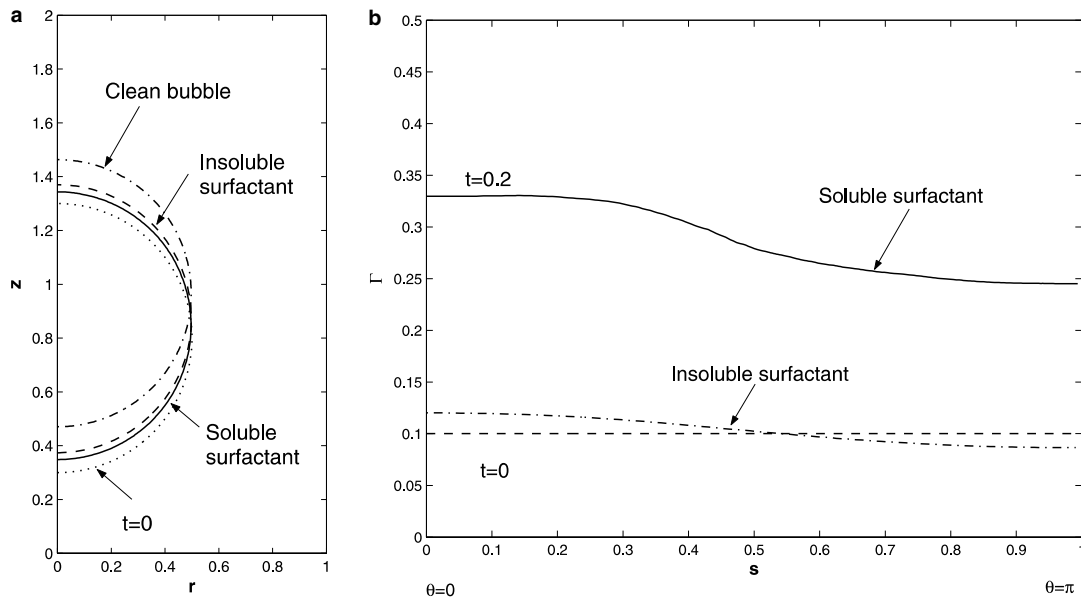 a
2
1.8
1.6
1.4
1.2
1
0.8
0.6
0.4
0.2
0
z
Clean bubble
Insoluble
surfactant
Soluble
surfactant
t=0
0
0.2
0.4
0.6
0.8
1
r
b
0.5
0.45
0.4
0.35
0.3
0.25
0.2
0.15
0.1
0.05
0
Γ
t=0.2
Soluble surfactant
Insoluble surfactant
t=0
0
0.1
0.2
0.3
0.4
0.5
0.6
0.7
0.8
0.9
1
θ=0
s
θ=π